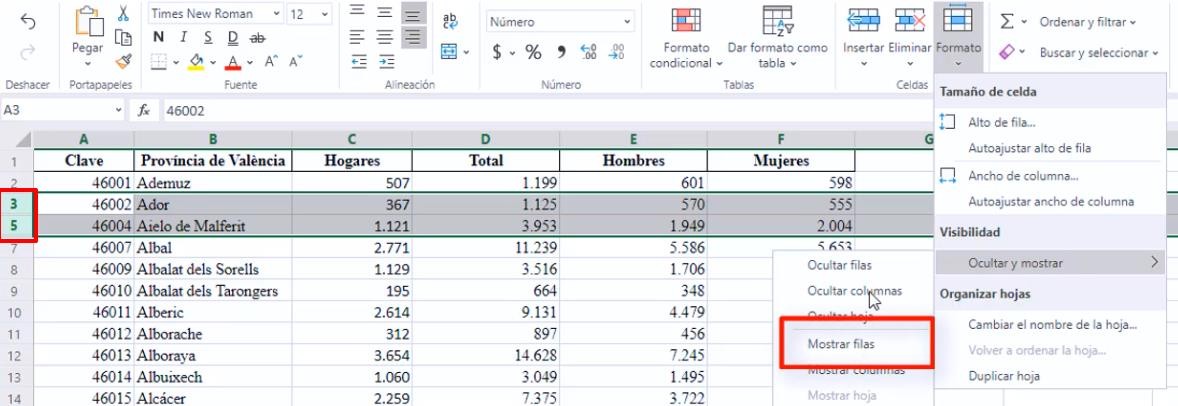 Times New Roman 12 Número Ordenar y filtrar
Pegar N K S D ab ab $ % Formato condicional Dar formato como tabla Insertar Eliminar Formato Buscar y seleccionar
Deshacer Portapapeles Fuente Alineación Número Tablas Celdas
A3 fx 46002
Tamaño de celda
Alto de fila...
Autoajustar alto de fila
Ancho de columna...
Autoajustar ancho de columna
Visibilidad
Ocultar y mostrar
Organizar hojas
Cambiar el nombre de la hoja...
Volver a ordenar la hoja...
Duplicar hoja
Ocultar filas
Ocultar columnas
Ocultar hoja
Mostrar filas
Mostrar columnas
Mostrar hoja
A B C D E F G
1 Clave Província de València Hogares Total Hombres Mujeres
2 46001 Ademuz 507 1.199 601 598
3 46002 Ador 367 1.125 570 555
5 46004 Aielo de Malferit 1.121 3.953 1.949 2.004
7 46007 Albal 2.771 11.239 5.586 5.653
8 46009 Albalat dels Sorells 1.129 3.516 1.706
9 46010 Albalat dels Tarongers 195 664 348
10 46011 Alberic 2.614 9.131 4.479
11 46012 Alborache 312 897 456
12 46013 Alboraya 3.654 14.628 7.245
13 46014 Albuixech 1.060 3.049 1.495
14 46015 Alcácer 2.259 7.375 3.722